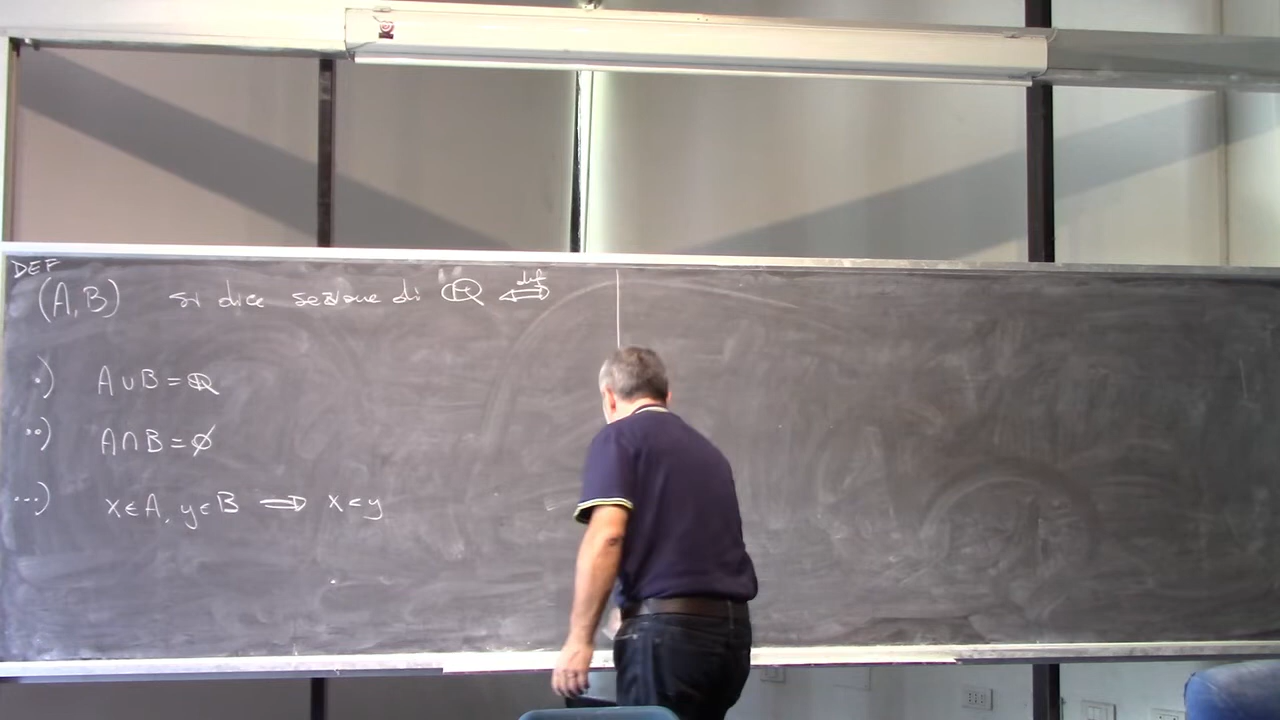 DEF
(A,B) si dice sezione di ℚ ⟺ def
.) A∪B=ℚ
..) A∩B=∅
...) x∈A, y∈B ⟹ x<y